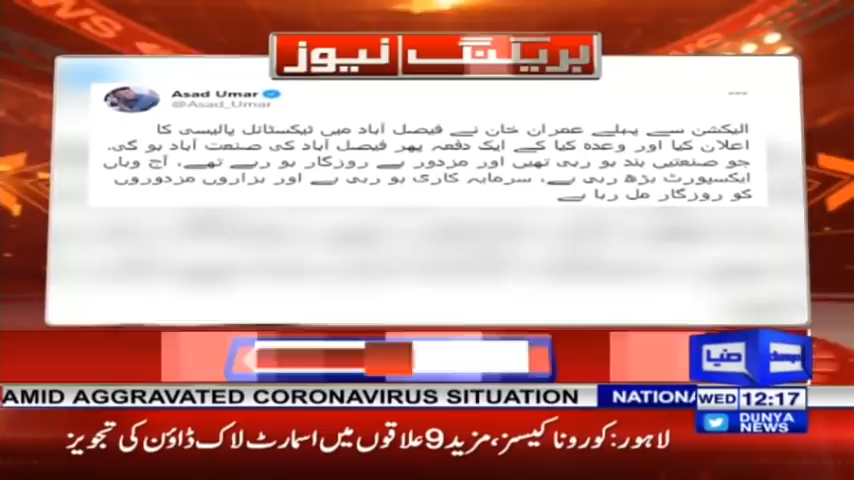 NEWS
بریکنگ نیوز
Asad Umar
@Asad_Umar
الیکشن سے پہلے عمران خان نے فیصل آباد میں ٹیکسٹائل پالیسی کا
اعلان کیا اور وعدہ کیا کے ایک دفعہ پھر فیصل آباد کی صنعت آباد ہو گی.
جو صنعتیں بند ہو رہی تھیں اور مزدور بے روزگار ہو رہے تھے، آج وہاں
ایکسپورٹ بڑھ رہی ہے، سرمایہ کاری ہو رہی ہے اور ہزاروں مزدوروں
کو روزگار مل رہا ہے
دنیا
AMID AGGRAVATED CORONAVIRUS SITUATION
NATIONA
WED 12:17
DUNYA NEWS
لاہور: کورونا کیسز، مزید 9 علاقوں میں اسمارٹ لاک ڈاؤن کی تجویز